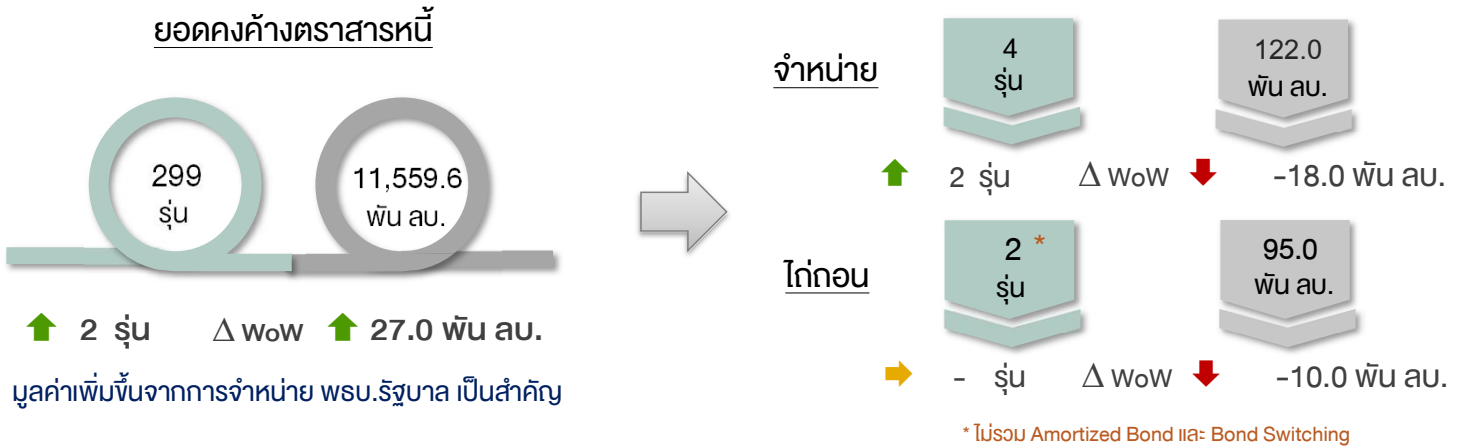 ยอดคงค้างตราสารหนี้
299
รุ่น
11,559.6
พัน ลบ.
2 รุ่น Δ WoW 27.0 พัน ลบ.
มูลค่าเพิ่มขึ้นจากการจำหน่าย พธบ.รัฐบาล เป็นสำคัญ
จำหน่าย
4
รุ่น
122.0
พัน ลบ.
2 รุ่น Δ WoW -18.0 พัน ลบ.
ไถ่ถอน
2 *
รุ่น
95.0
พัน ลบ.
- รุ่น Δ WoW -10.0 พัน ลบ.
* ไม่รวม Amortized Bond และ Bond Switching